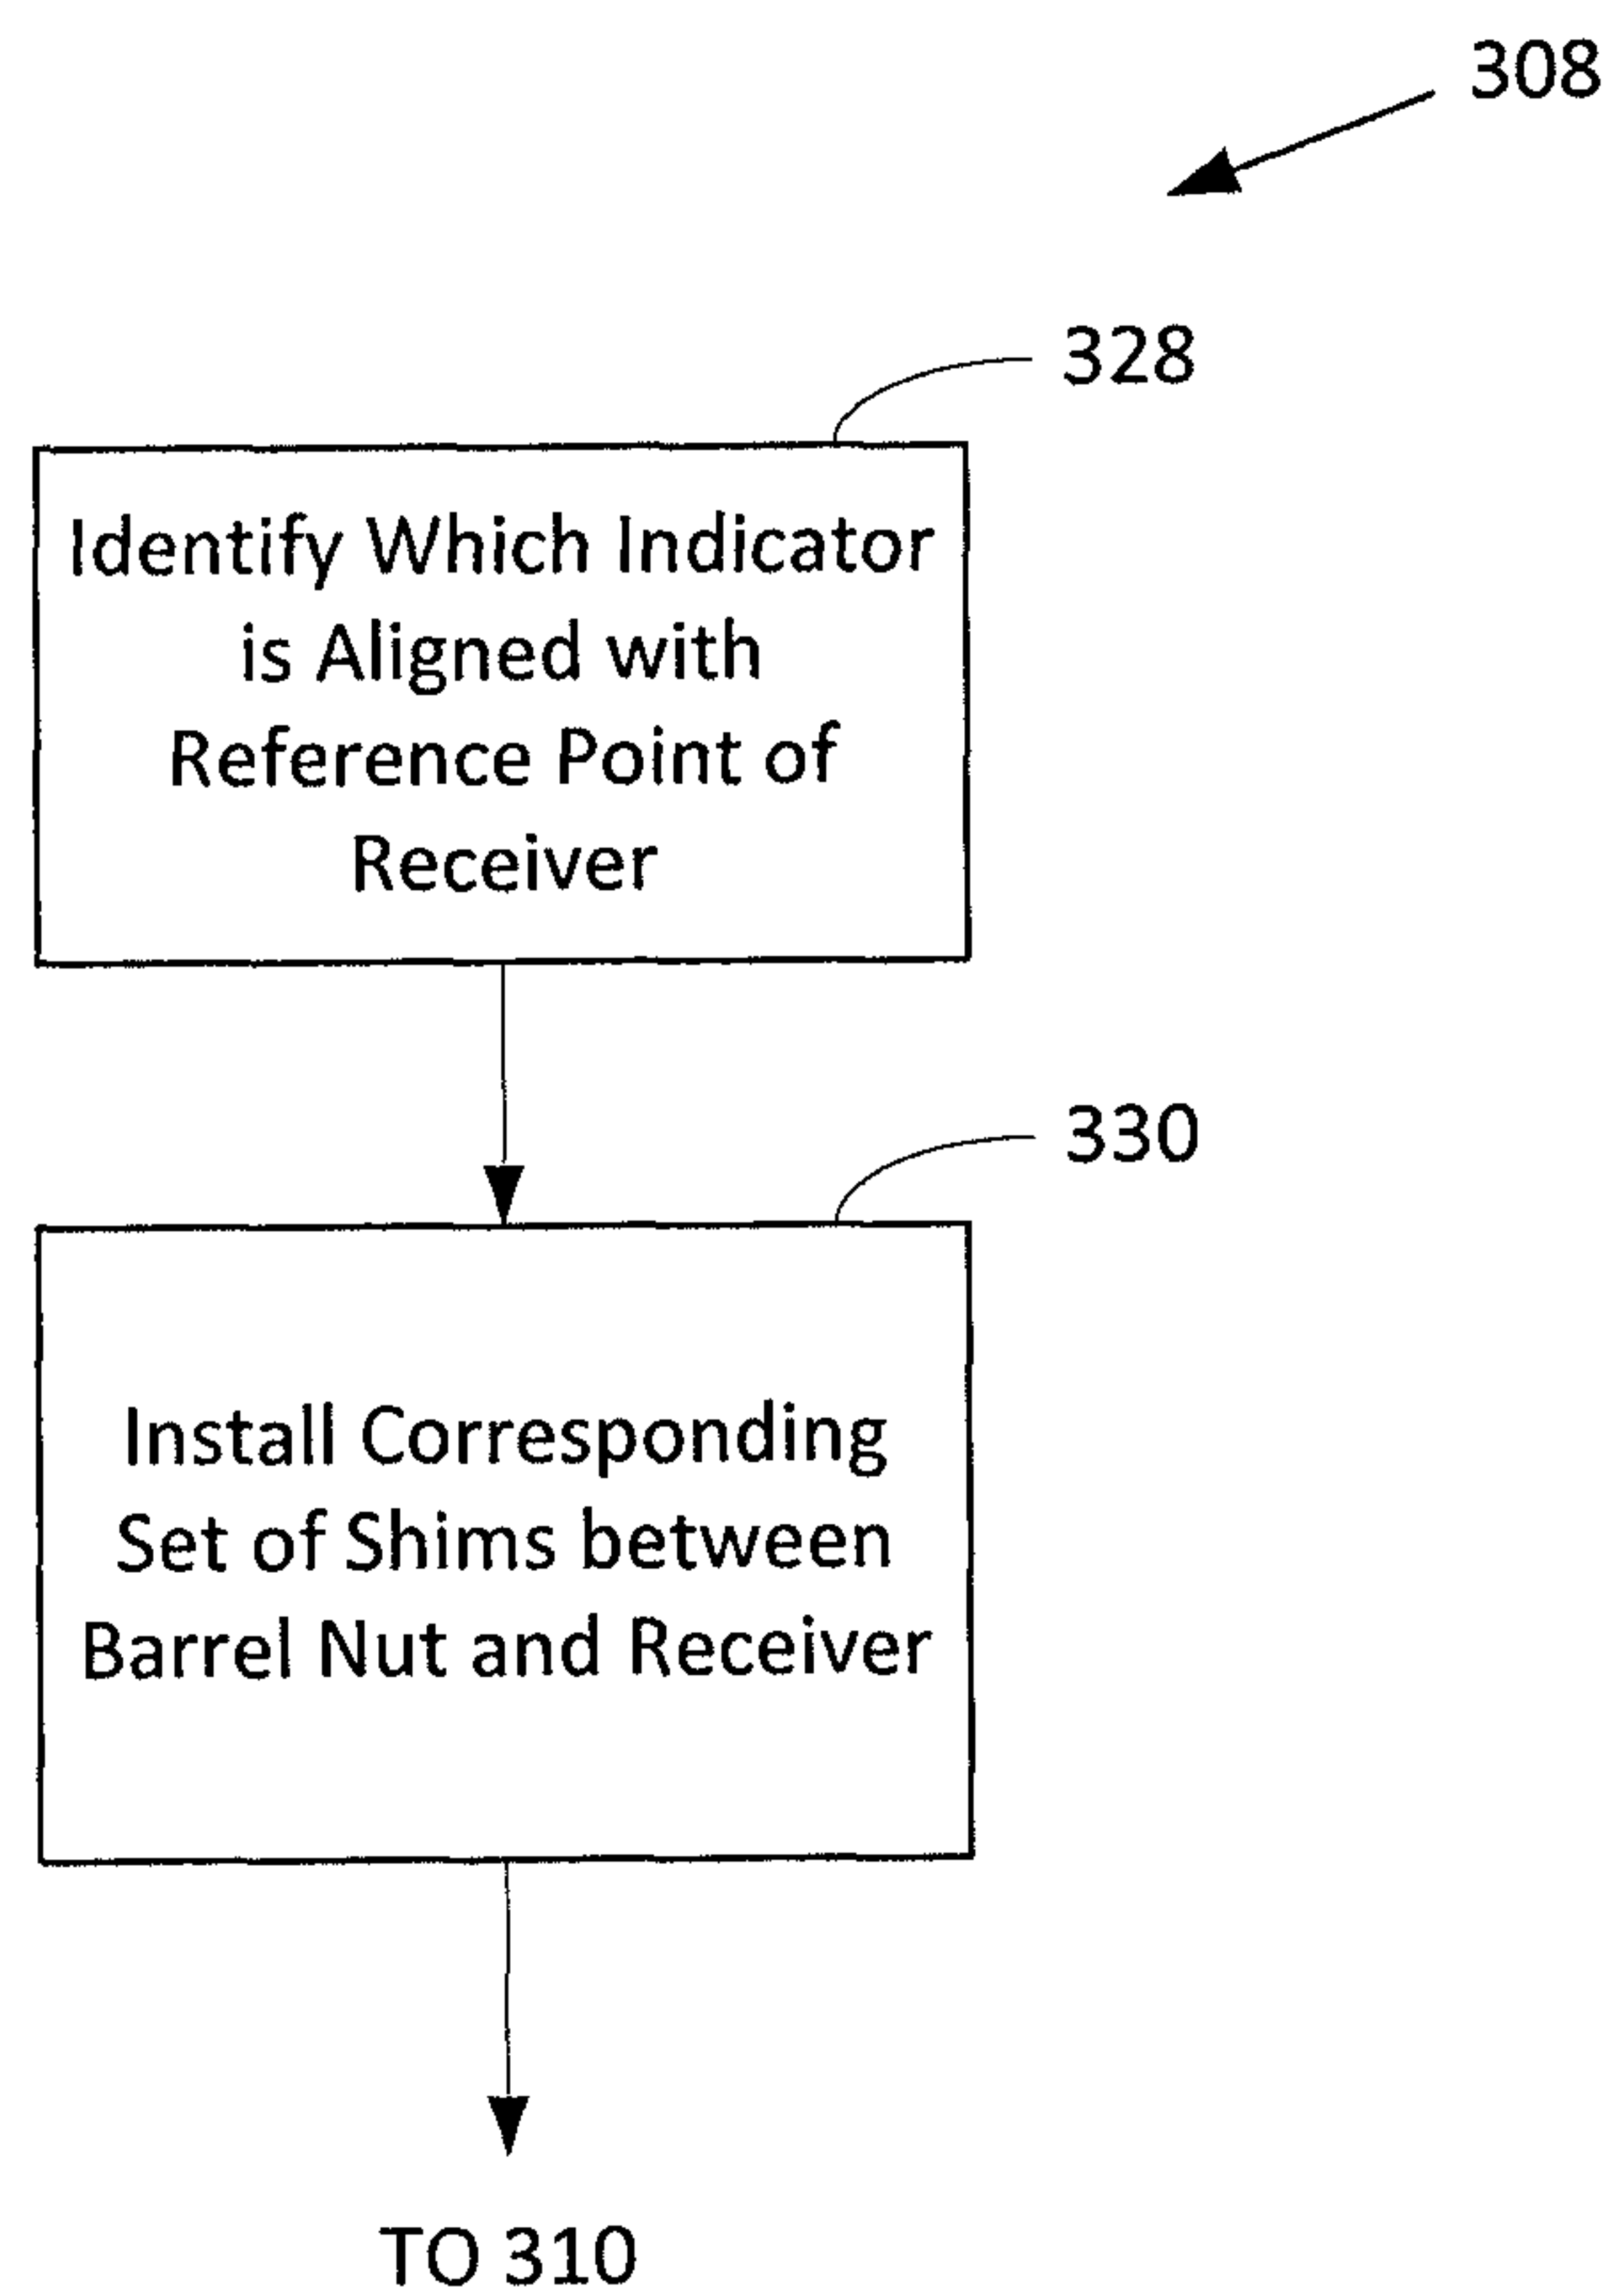 308
328
Identify Which Indicator
is Aligned with
Reference Point of
Receiver
330
Install Corresponding
Set of Shims between
Barrel Nut and Receiver
TO 310